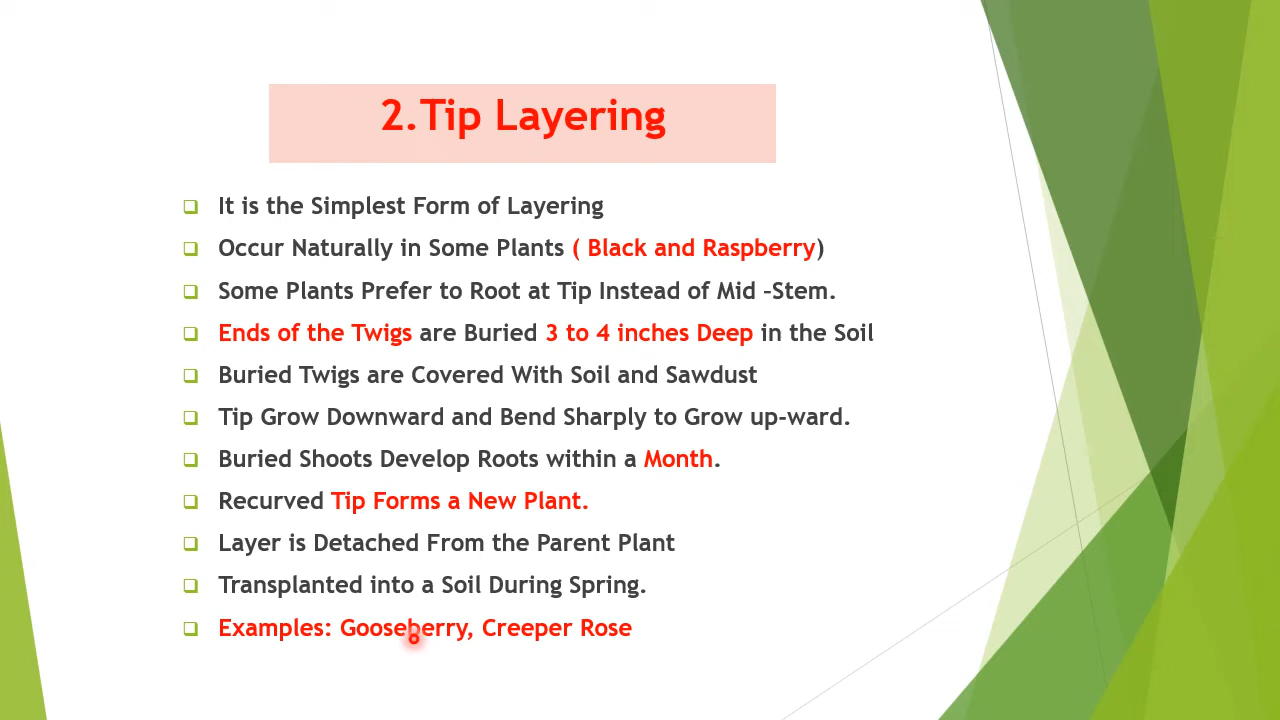 2.Tip Layering
It is the Simplest Form of Layering
Occur Naturally in Some Plants ( Black and Raspberry)
Some Plants Prefer to Root at Tip Instead of Mid –Stem.
Ends of the Twigs are Buried 3 to 4 inches Deep in the Soil
Buried Twigs are Covered With Soil and Sawdust
Tip Grow Downward and Bend Sharply to Grow up-ward.
Buried Shoots Develop Roots within a Month.
Recurved Tip Forms a New Plant.
Layer is Detached From the Parent Plant
Transplanted into a Soil During Spring.
Examples: Gooseberry, Creeper Rose